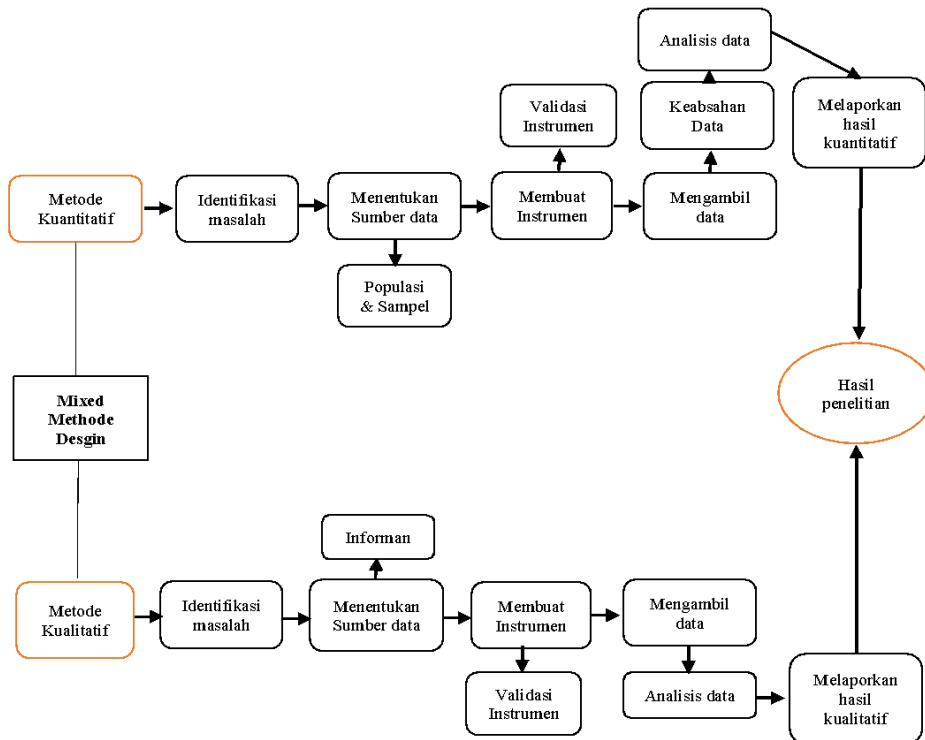 Analisis data
Melaporkan
hasil
kuantitatif
Validasi
Instrumen
Keabsahan
Data
Metode
Kuantitatif
Identifikasi
masalah
Menentukan
Sumber data
Membuat
Instrumen
Mengambil
data
Populasi
& Sampel
Mixed
Methode
Desgin
Hasil
penelitian
Informan
Metode
Kualitatif
Identifikasi
masalah
Menentukan
Sumber data
Membuat
Instrumen
Mengambil
data
Validasi
Instrumen
Analisis data
Melaporkan
hasil
kualitatif